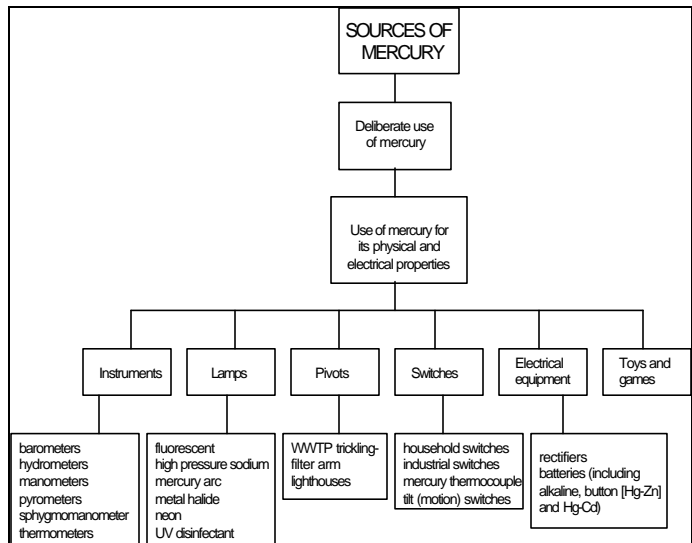 SOURCES OF
MERCURY
Deliberate use
of mercury
Use of mercury for
its physical and
electrical properties
Instruments
Lamps
Pivots
Switches
Electrical
equipment
Toys and
games
barometers
hydrometers
manometers
pyrometers
sphygmomanometer
thermometers
fluorescent
high pressure sodium
mercury arc
metal halide
neon
UV disinfectant
WWTP trickling-
filter arm
lighthouses
household switches
industrial switches
mercury thermocouple
tilt (motion) switches
rectifiers
batteries (including
alkaline, button [Hg-Zn]
and Hg-Cd)